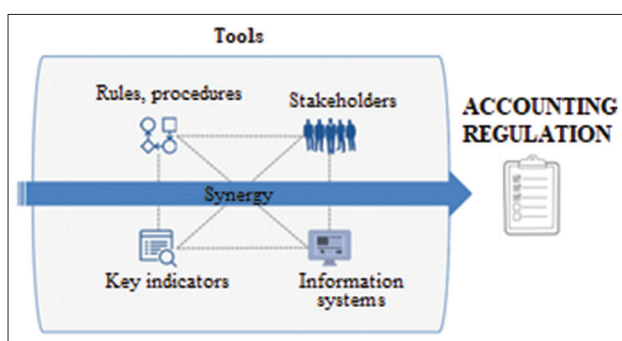 Tools
Rules, procedures
Stakeholders
ACCOUNTING
REGULATION
Synergy
Key indicators
Information
systems